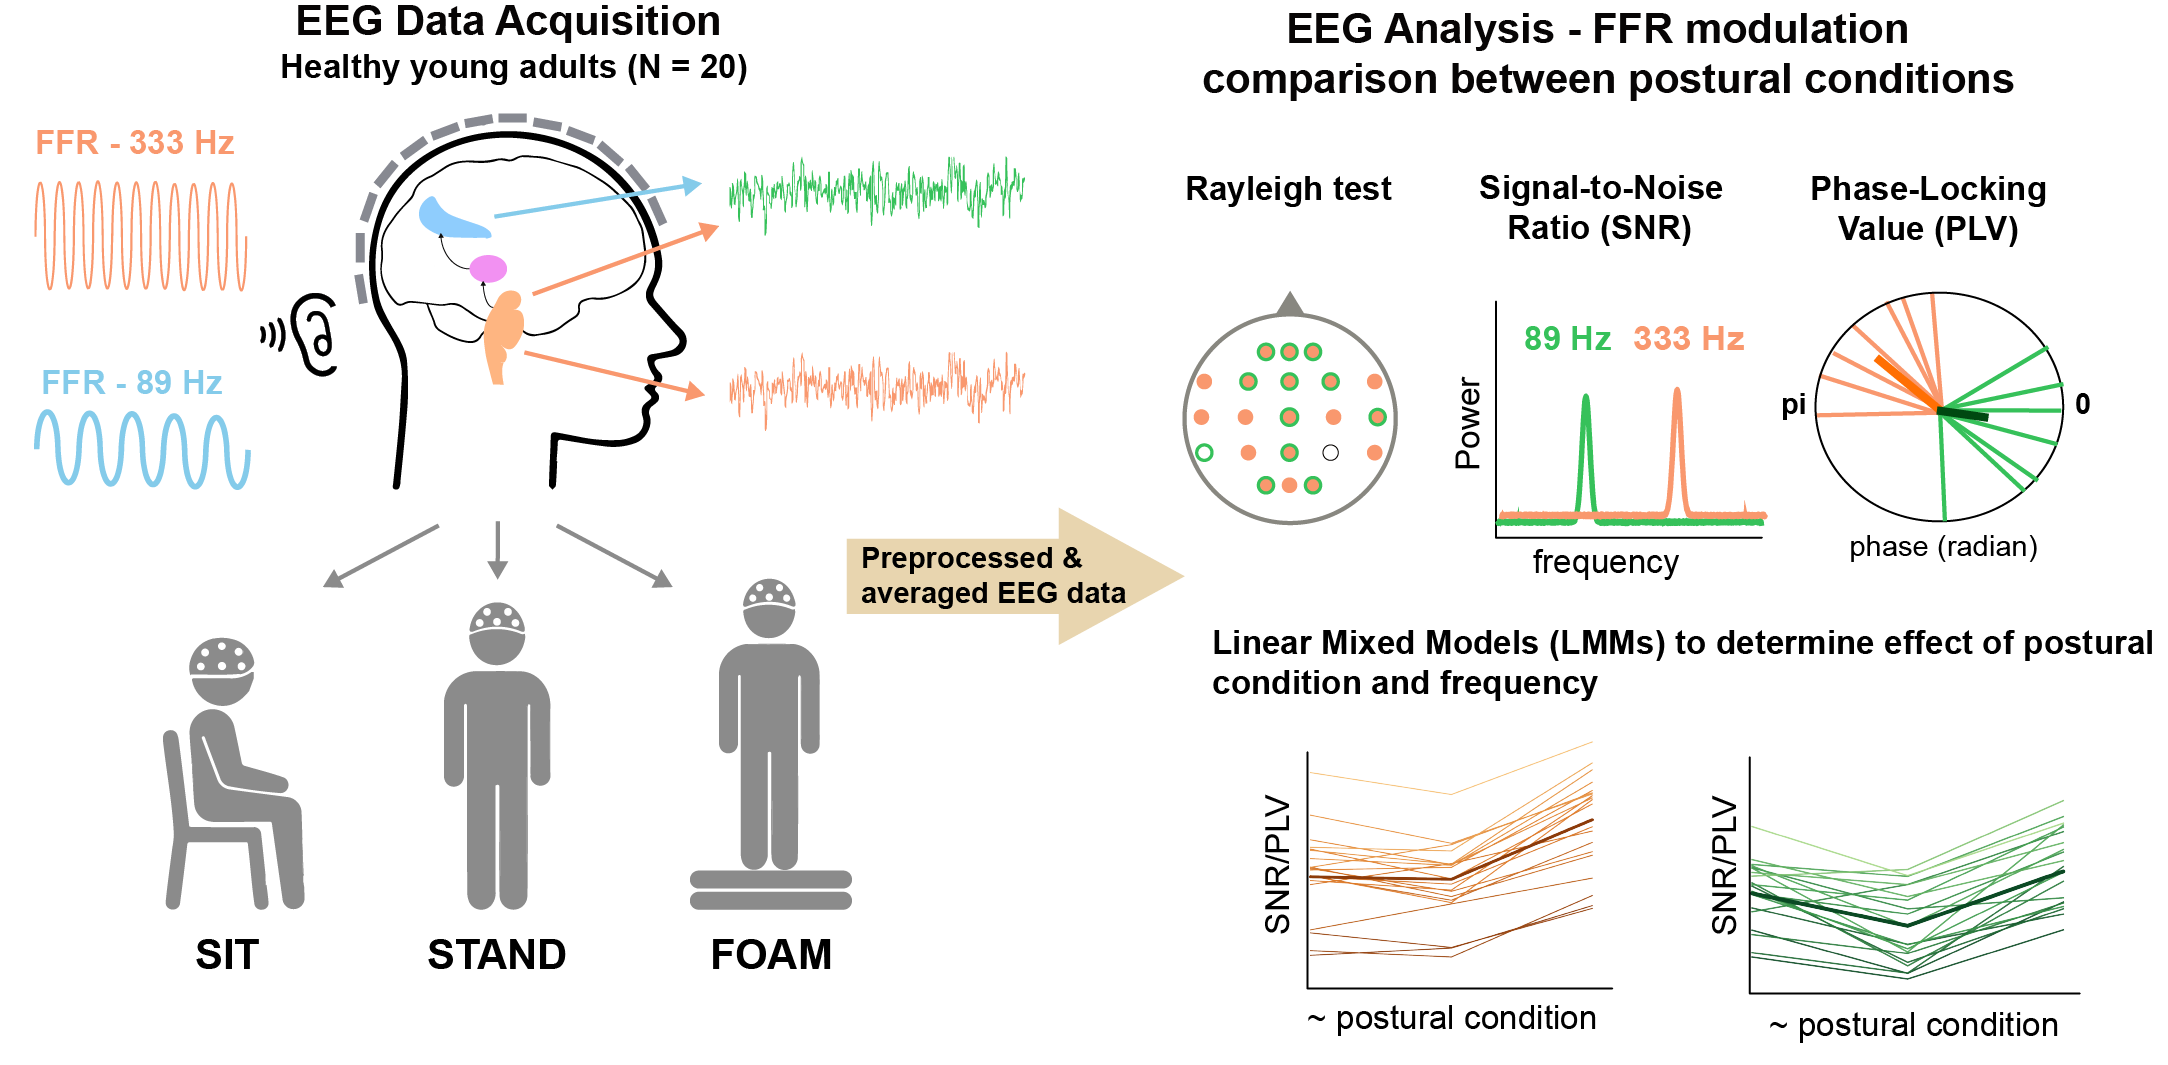 EEG Data Acquisition
Healthy young adults (N = 20)
FFR - 333 Hz
FFR - 89 Hz
SIT
STAND
FOAM
Preprocessed &
averaged EEG data
EEG Analysis - FFR modulation
comparison between postural conditions
Rayleigh test
Signal-to-Noise
Ratio (SNR)
Phase-Locking
Value (PLV)
89 Hz
333 Hz
Power
frequency
pi
0
phase (radian)
Linear Mixed Models (LMMs) to determine effect of postural
condition and frequency
SNR/PLV
~ postural condition
SNR/PLV
~ postural condition